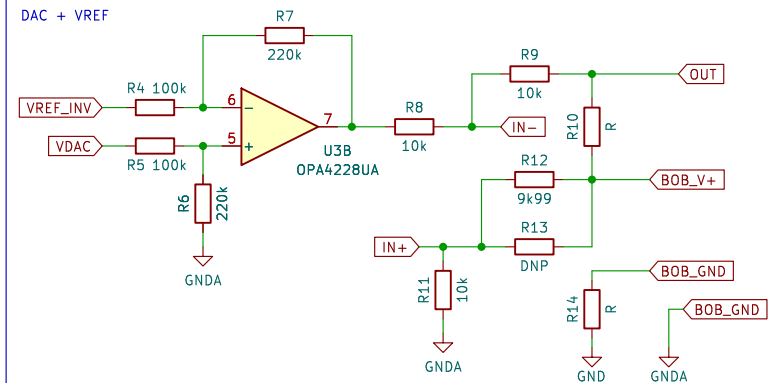 DAC + VREF
R7
220k
R9
10k
OUT
R4 100k
VREF_INV
6
7
R8
10k
IN-
R10
R
VDAC
5
R5 100k
U3B
OPA4228UA
R12
9k99
BOB_V+
R6
220k
R13
DNP
IN+
GNDA
R11
10k
BOB_GND
R14
R
BOB_GND
GNDA
GND
GNDA